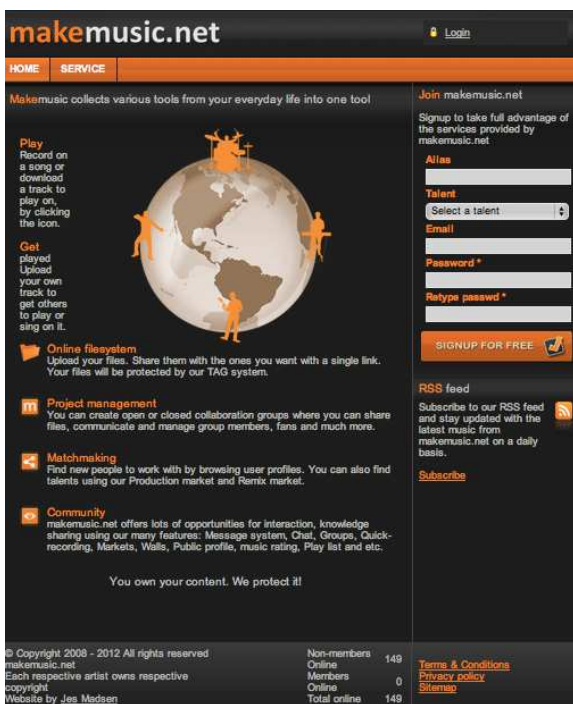 makemusic.net
Login
HOME SERVICE
Makemusic collects various tools from your everyday life into one tool
Play
Record on
a song or
download
a track to
play on,
by clicking
the icon.
Get
played
Upload
your own
track to
get others
to play or
sing on it.
Online filesystem
Upload your files. Share them with the ones you want with a single link.
Your files will be protected by our TAG system.
m
Project management
You can create open or closed collaboration groups where you can share
files, communicate and manage group members, fans and much more.
Matchmaking
Find new people to work with by browsing user profiles. You can also find
talents using our Production market and Remix market.
Community
makemusic.net offers lots of opportunities for interaction, knowledge
sharing using our many features: Message system, Chat, Groups, Quick-
recording, Markets, Walls, Public profile, music rating, Play list and etc.
You own your content. We protect it!
Join makemusic.net
Signup to take full advantage of
the services provided by
makemusic.net
Alias
Talent
Select a talent
Email
Password *
Retype passwd *
SIGNUP FOR FREE
RSS feed
Subscribe to our RSS feed
and stay updated with the
latest music from
makemusic.net on a daily
basis.
Subscribe
© Copyright 2008 - 2012 All rights reserved
makemusic.net
Each respective artist owns respective
copyright
Website by Jes Madsen
Non-members
Online 149
Members
Online 0
Total online 149
Terms & Conditions
Privacy policy
Sitemap